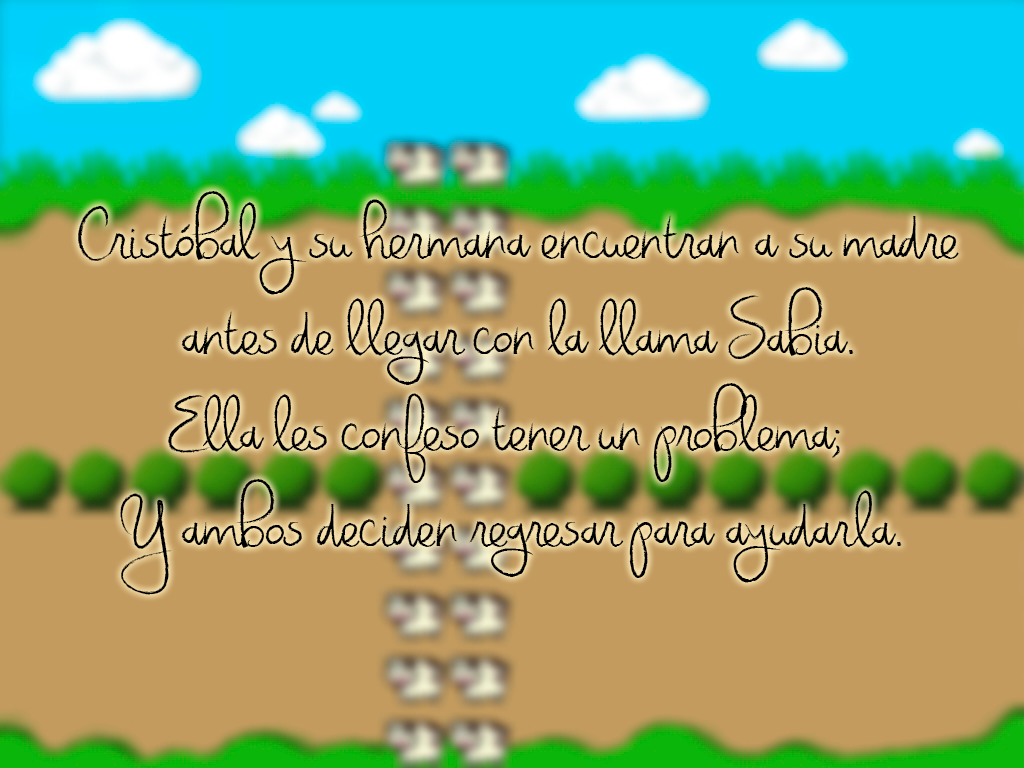 Cristóbal y su hermana encuentran a su madre
antes de llegar con la llama Sabia.
Ella les confeso tener un problema;
Y ambos deciden regresar para ayudarla.